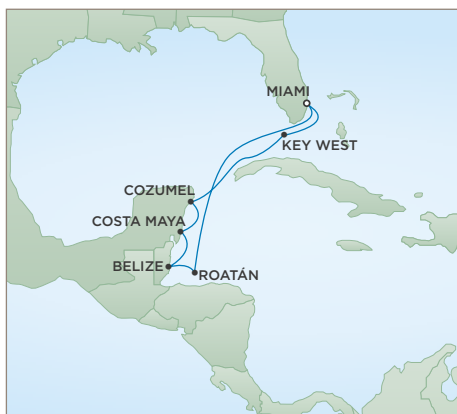 MIAMI
KEY WEST
COZUMEL
COSTA MAYA
BELIZE
ROATÁN